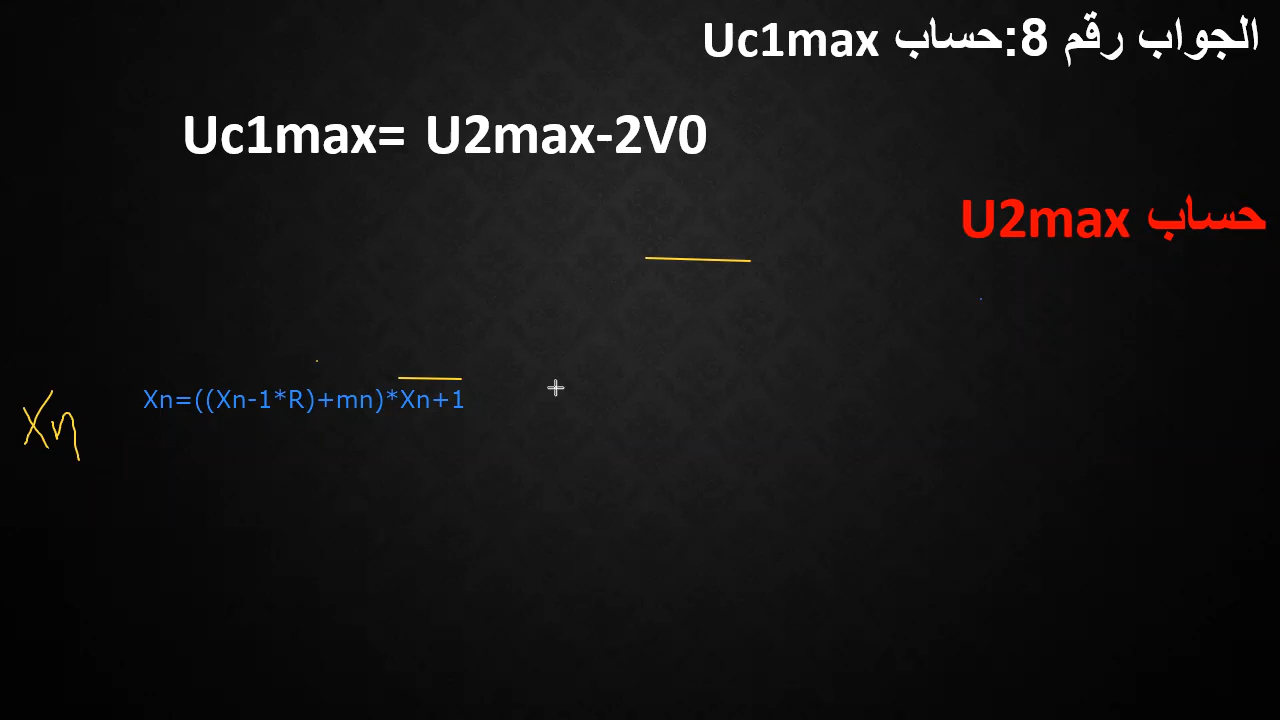 الجواب رقم 8:حساب Uc1max
Uc1max= U2max-2V0
حساب U2max
Xn=((Xn-1*R)+mn)*Xn+1
Xn